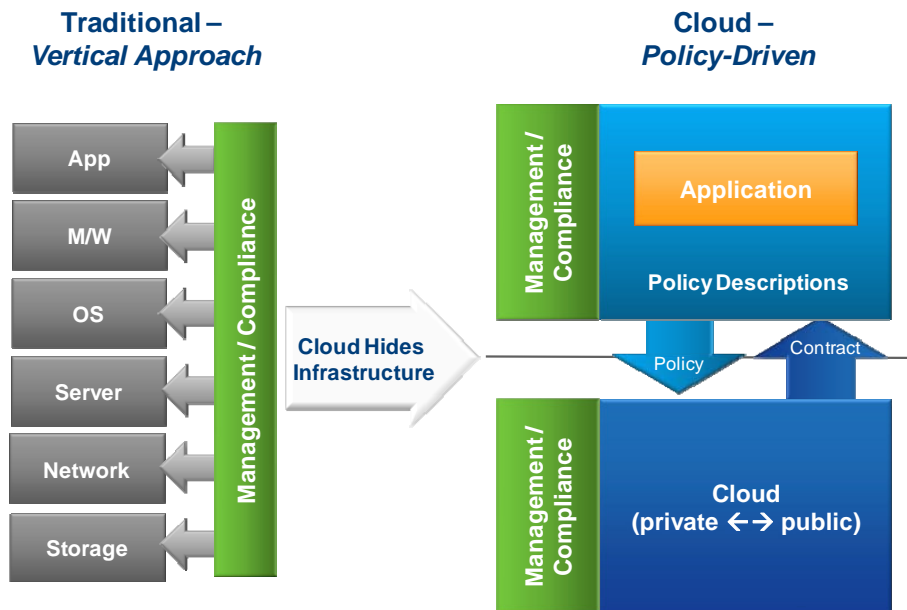 Traditional –
Vertical Approach
App
M/W
OS
Server
Network
Storage
Management / Compliance
Cloud Hides
Infrastructure
Cloud –
Policy-Driven
Management /
Compliance
Application
Policy Descriptions
Policy
Contract
Management /
Compliance
Cloud
(private ←→ public)